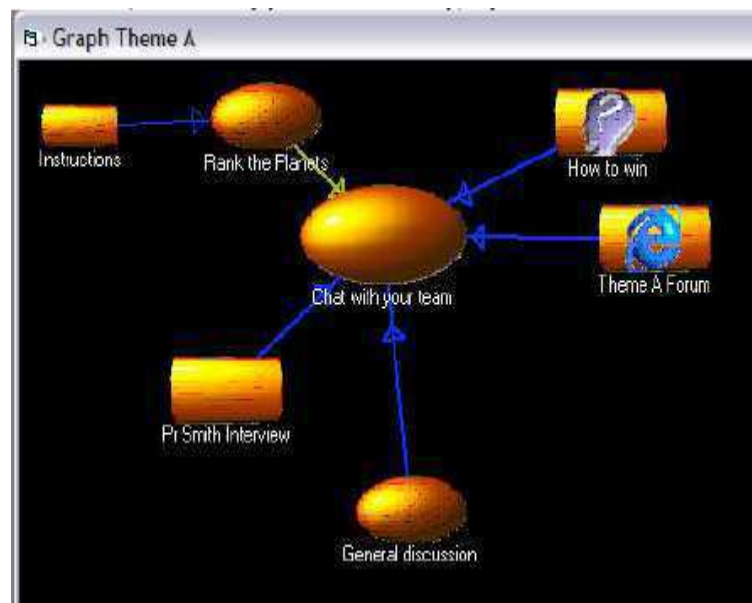 Graph Theme A
Instructions
Rank the Planets
How to win
Chat with your team
Theme A Forum
Pr Smith Interview
General discussion